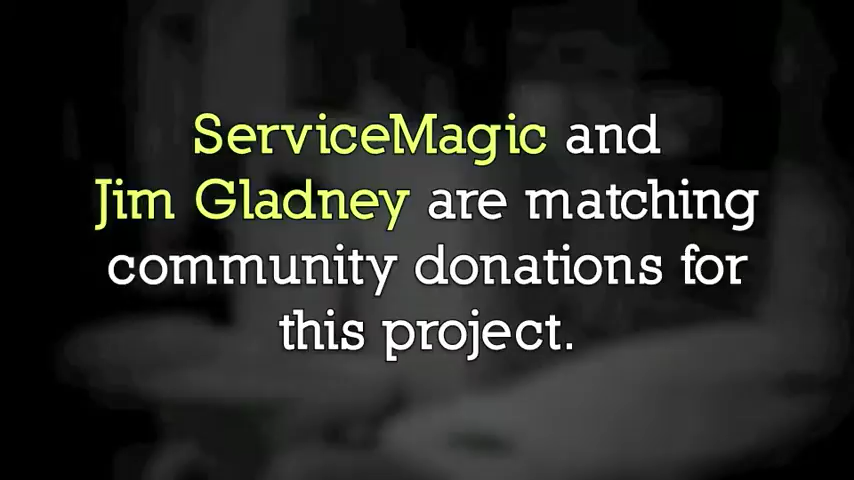 ServiceMagic and
Jim Gladney are matching
community donations for
this project.